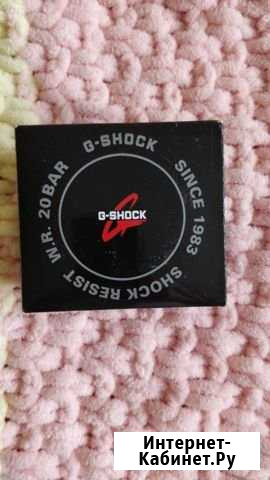 G-SHOCK
SINCE 1983
SHOCK RESIST
W.R. 20BAR
G-SHOCK
Интернет-
Кабинет.Ру